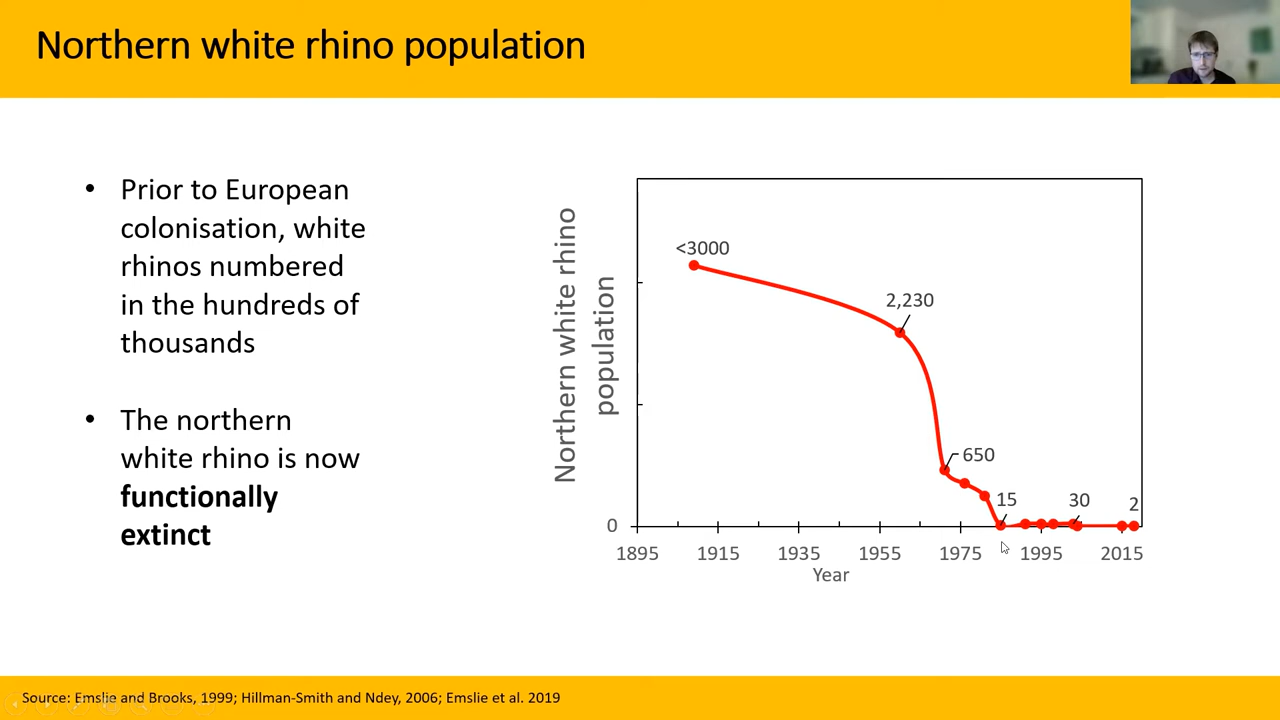 Northern white rhino population
• Prior to European
colonisation, white
rhinos numbered
in the hundreds of
thousands
• The northern
white rhino is now
functionally
extinct
Northern white rhino
population
<3000
2,230
650
15
30
2
0
1895 1915 1935 1955 1975 1995 2015
Year
Source: Emslie and Brooks, 1999; Hillman-Smith and Ndey, 2006; Emslie et al. 2019